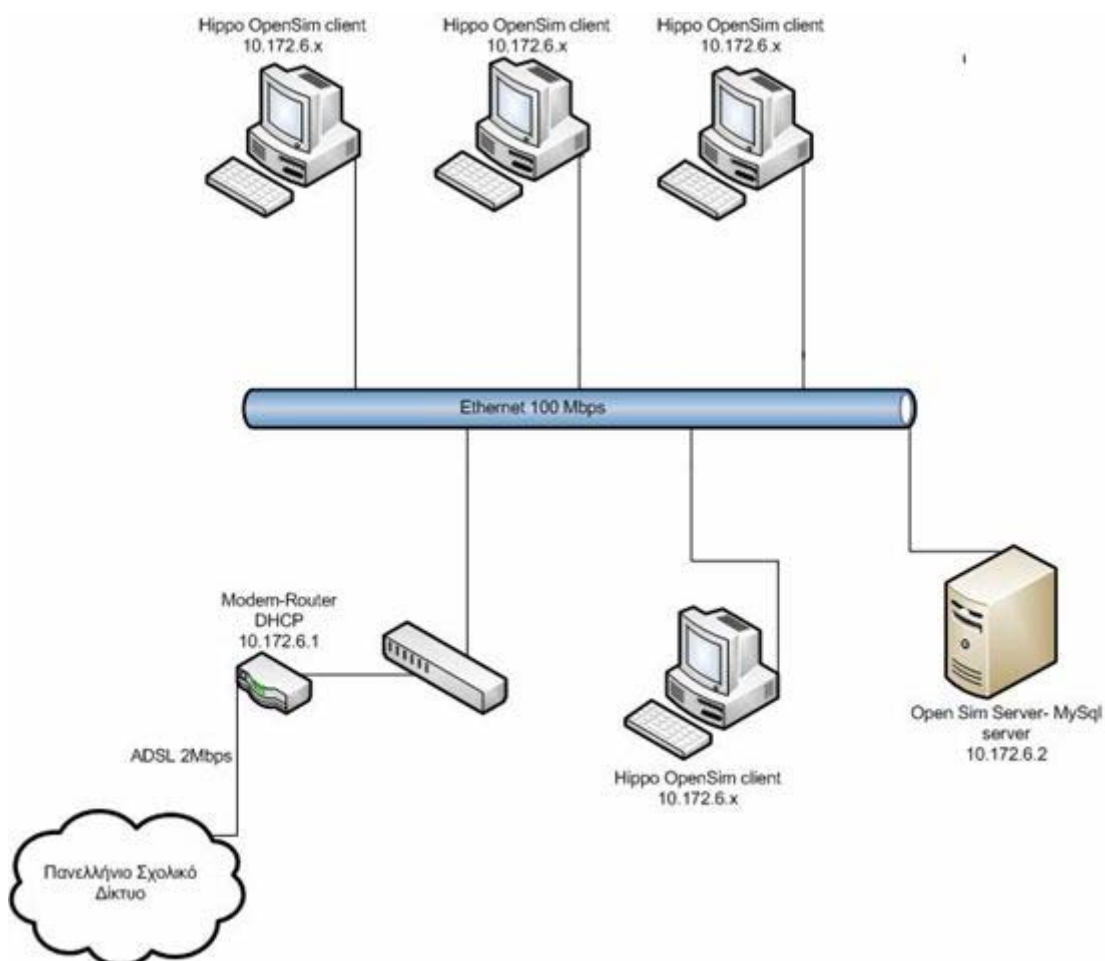 Hippo OpenSim client
10.172.6.x
Hippo OpenSim client
10.172.6.x
Hippo OpenSim client
10.172.6.x
Ethernet 100 Mbps
Modem-Router
DHCP
10.172.6.1
ADSL 2Mbps
Hippo OpenSim client
10.172.6.x
Open Sim Server- MySql
server
10.172.6.2
Πανελλήνιο Σχολικό
Δίκτυο